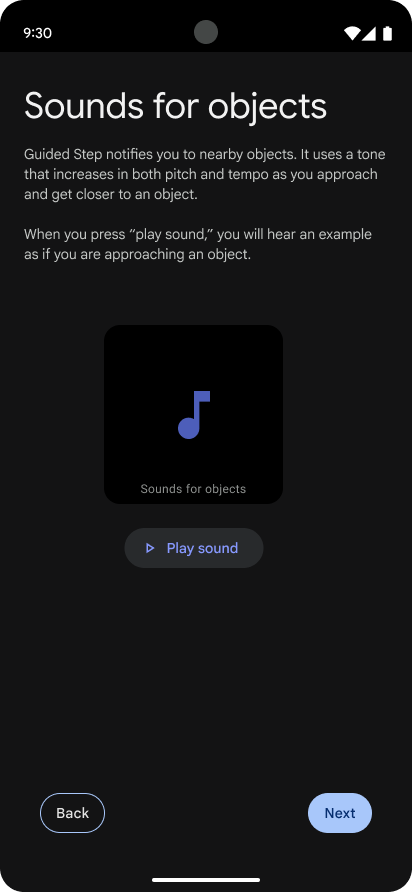 9:30
Sounds for objects
Guided Step notifies you to nearby objects. It uses a tone
that increases in both pitch and tempo as you approach
and get closer to an object.
When you press “play sound,” you will hear an example
as if you are approaching an object.
Sounds for objects
Play sound
Back
Next